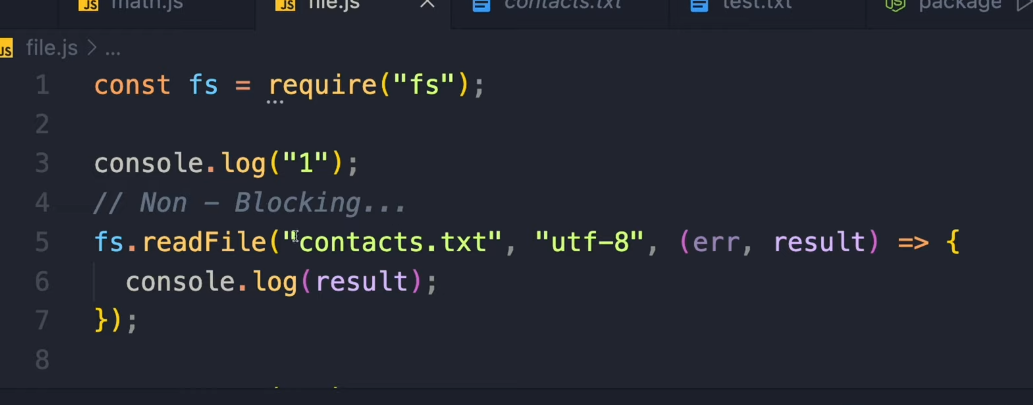 JS math.js JS file.js × contacts.txt test.txt JS package
JS file.js > ...
1 const fs = require("fs");
2
3 console.log("1");
4 // Non - Blocking...
5 fs.readFile("contacts.txt", "utf-8", (err, result) => {
6 console.log(result);
7 });
8